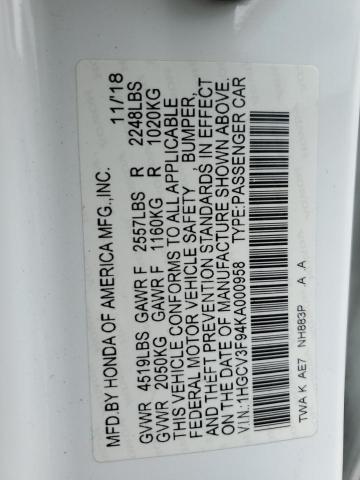 MFD.BY HONDA OF AMERICA MFG.,INC. 11/18
GVWR 4519LBS GAWR F 2557LBS R 2248LBS
GVWR 2050KG GAWR F 1160KG R 1020KG
THIS VEHICLE CONFORMS TO ALL APPLICABLE
FEDERAL MOTOR VEHICLE SAFETY BUMPER,
AND THEFT PREVENTION STANDARDS IN EFFECT
ON THE DATE OF MANUFACTURE SHOWN ABOVE.
V.I.N.:1HGCV3F94KA000958 TYPE:PASSENGER CAR
TWA K AE7 NH883P A A